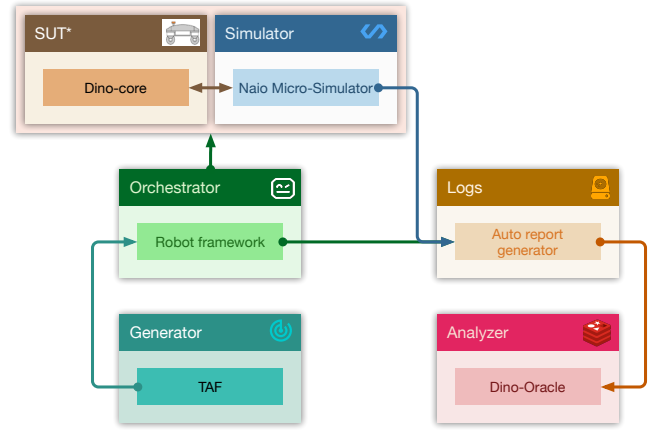 SUT*
Simulator
Dino-core
Naio Micro-Simulator
Orchestrator
Logs
Robot framework
Auto report
generator
Generator
Analyzer
TAF
Dino-Oracle